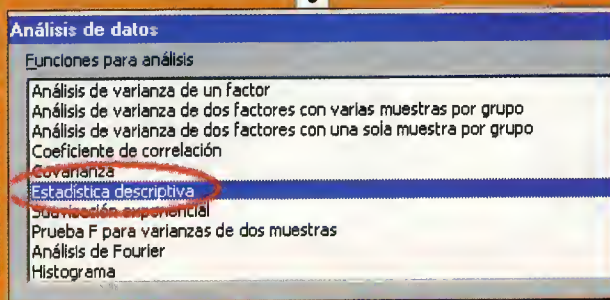 Análisis de datos
Funciones para análisis
Análisis de varianza de un factor
Análisis de varianza de dos factores con varias muestras por grupo
Análisis de varianza de dos factores con una sola muestra por grupo
Coeficiente de correlación
Covarianza
Estadística descriptiva
Suavización exponencial
Prueba F para varianzas de dos muestras
Análisis de Fourier
Histograma